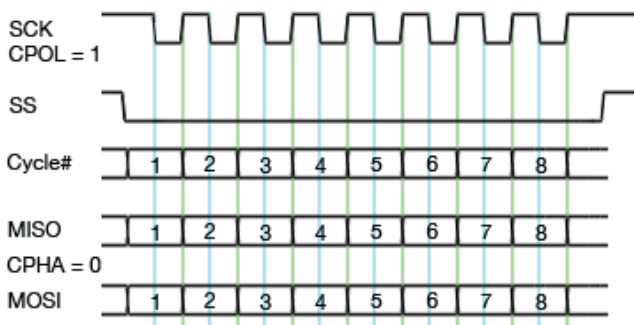 SCK
CPOL = 1
SS
Cycle# 1 2 3 4 5 6 7 8
MISO 1 2 3 4 5 6 7 8
CPHA = 0
MOSI 1 2 3 4 5 6 7 8